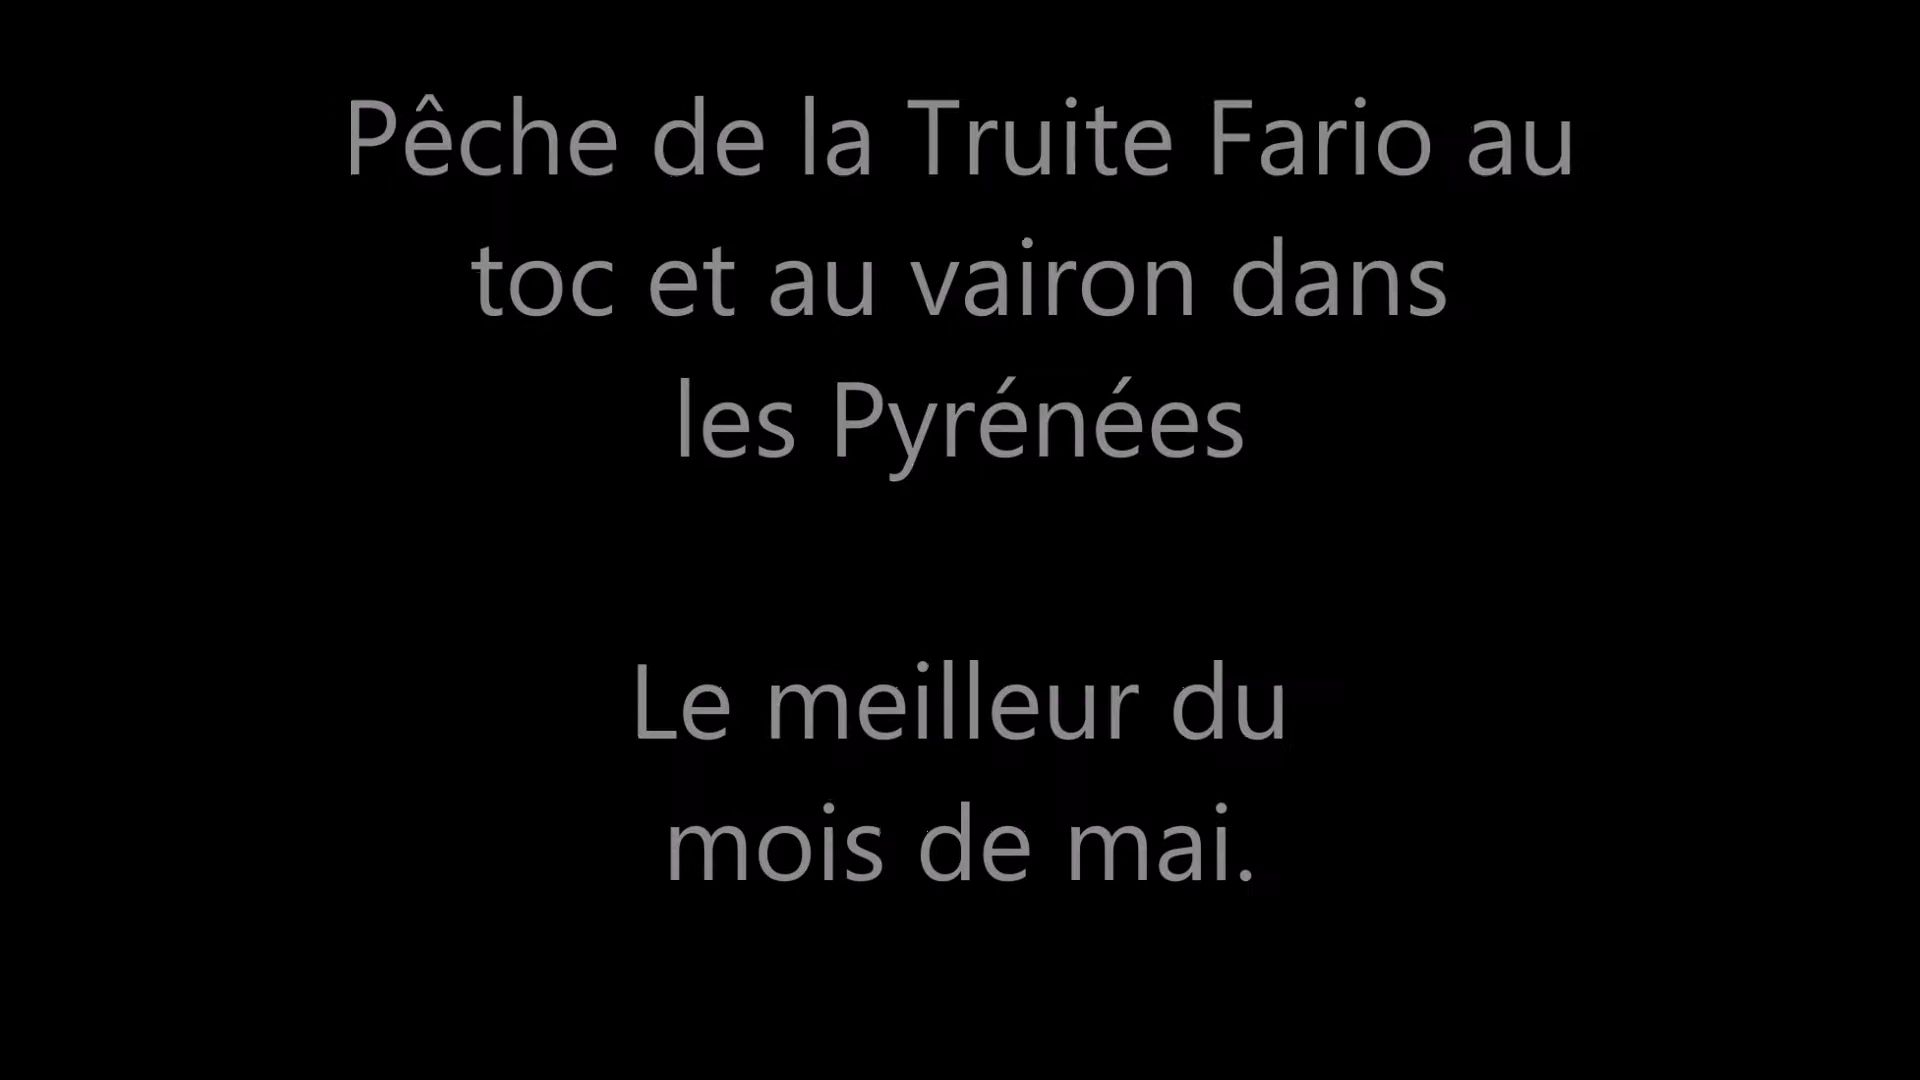 Pêche de la Truite Fario au
toc et au vairon dans
les Pyrénées
Le meilleur du
mois de mai.